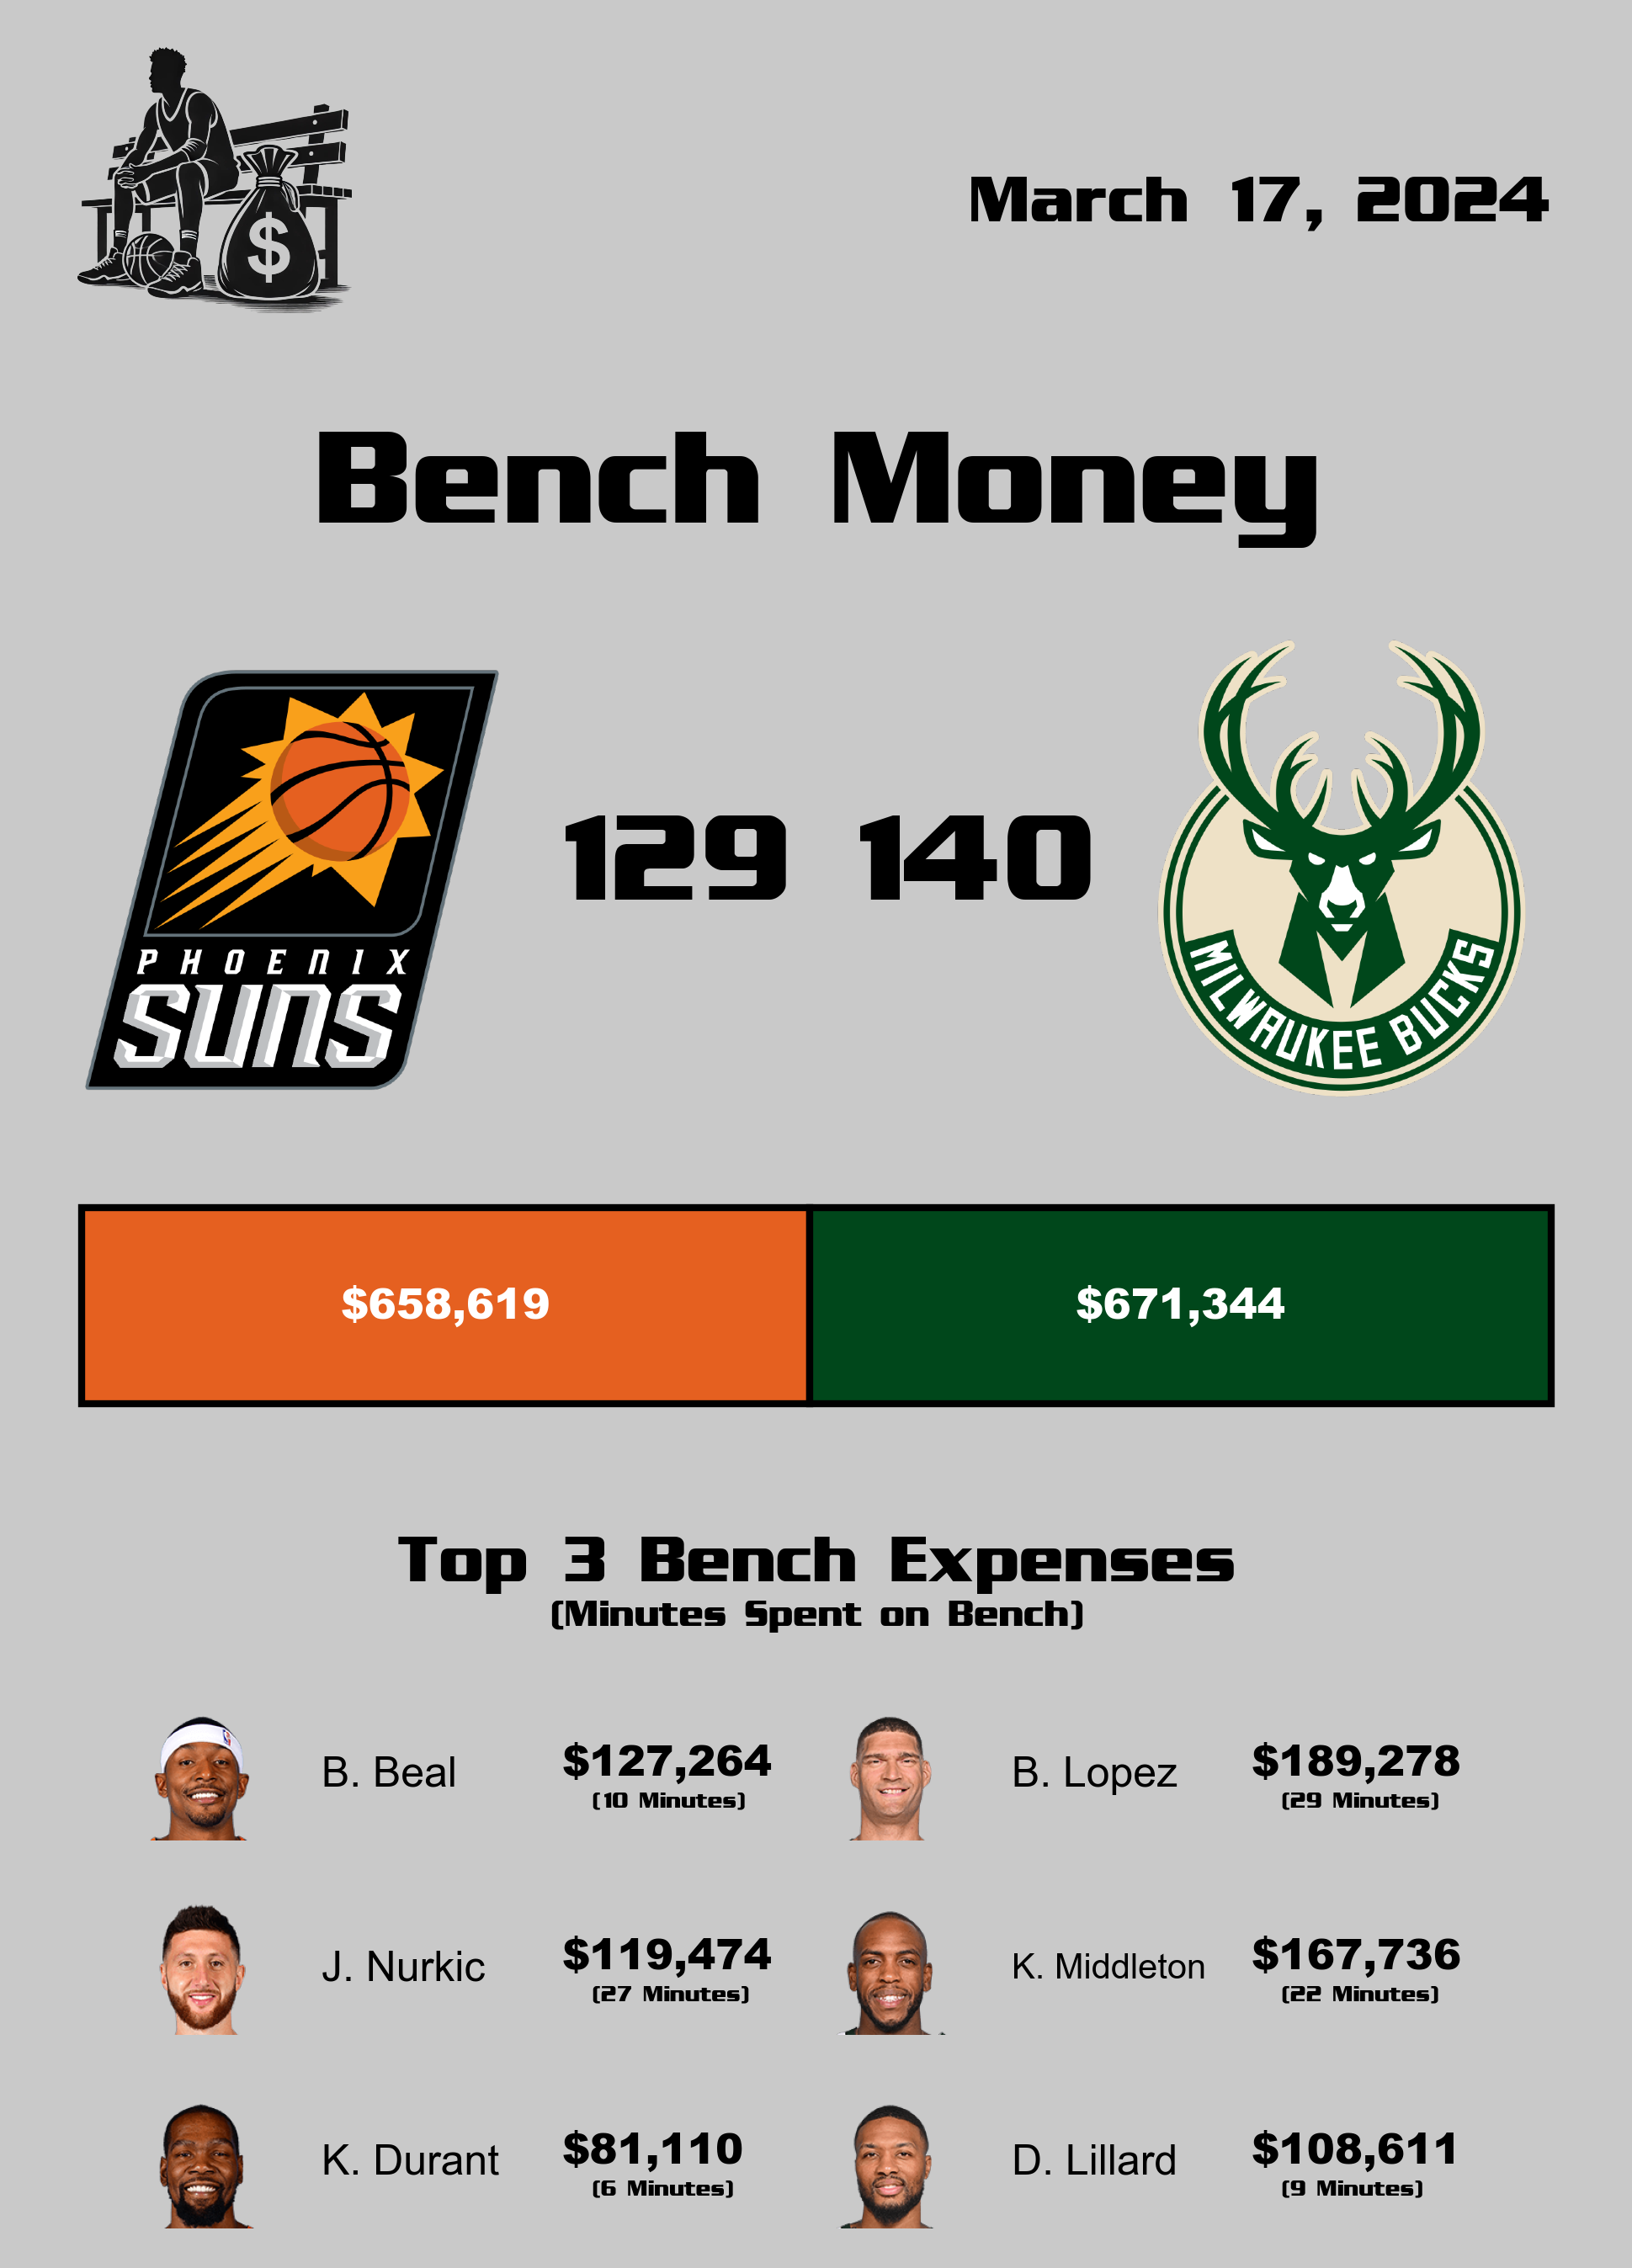 $
March 17, 2024
Bench Money
PHOENIX
SUNS
129 140
MILWAUKEE BUCKS
$658,619 $671,344
Top 3 Bench Expenses
(Minutes Spent on Bench)
B. Beal $127,264
(10 Minutes)
B. Lopez $189,278
(29 Minutes)
J. Nurkic $119,474
(27 Minutes)
K. Middleton $167,736
(22 Minutes)
K. Durant $81,110
(6 Minutes)
D. Lillard $108,611
(9 Minutes)